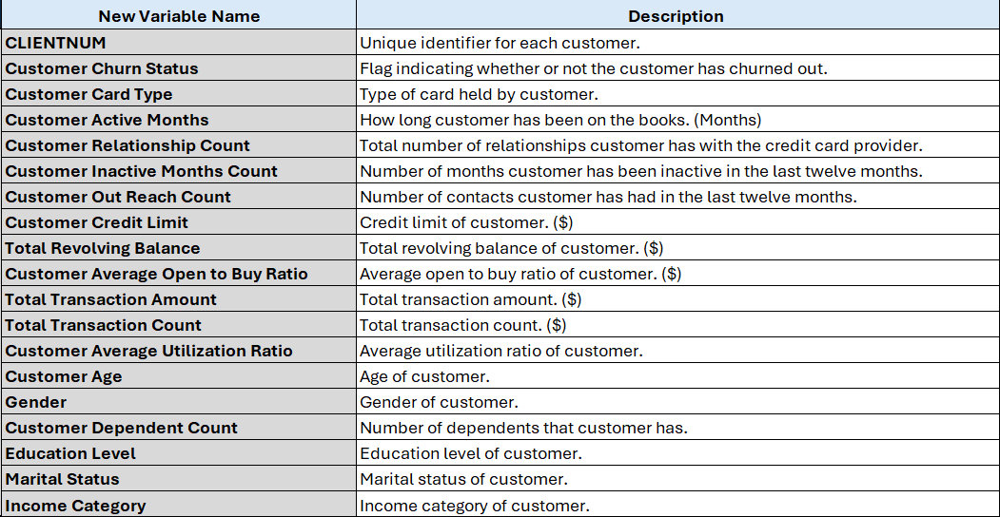 New Variable Name Description
CLIENTNUM Unique identifier for each customer.
Customer Churn Status Flag indicating whether or not the customer has churned out.
Customer Card Type Type of card held by customer.
Customer Active Months How long customer has been on the books. (Months)
Customer Relationship Count Total number of relationships customer has with the credit card provider.
Customer Inactive Months Count Number of months customer has been inactive in the last twelve months.
Customer Out Reach Count Number of contacts customer has had in the last twelve months.
Customer Credit Limit Credit limit of customer. ($)
Total Revolving Balance Total revolving balance of customer. ($)
Customer Average Open to Buy Ratio Average open to buy ratio of customer. ($)
Total Transaction Amount Total transaction amount. ($)
Total Transaction Count Total transaction count. ($)
Customer Average Utilization Ratio Average utilization ratio of customer.
Customer Age Age of customer.
Gender Gender of customer.
Customer Dependent Count Number of dependents that customer has.
Education Level Education level of customer.
Marital Status Marital status of customer.
Income Category Income category of customer.